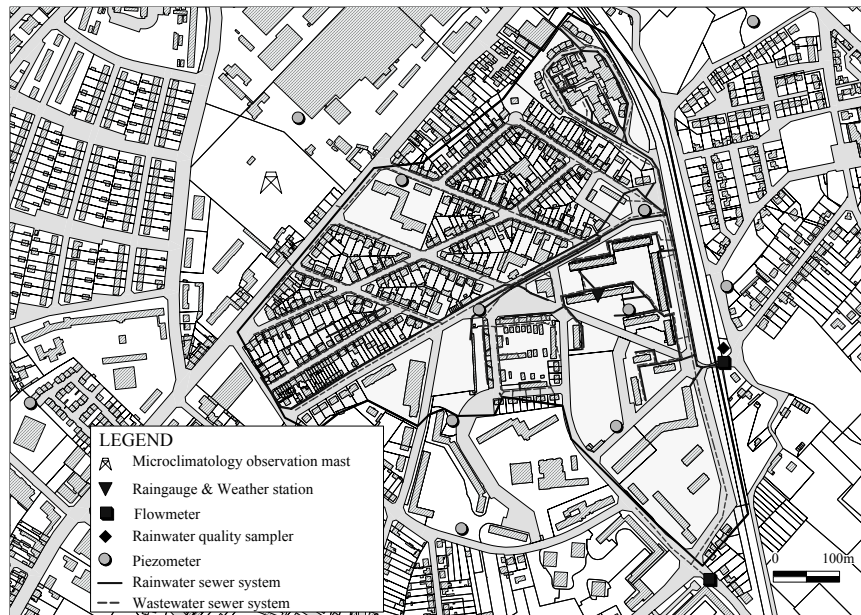 LEGEND
Microclimatology observation mast
Raingauge & Weather station
Flowmeter
Rainwater quality sampler
Piezometer
Rainwater sewer system
Wastewater sewer system
0 100m